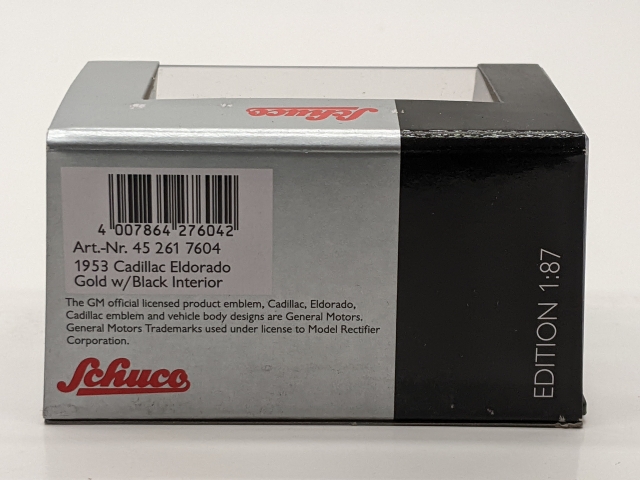 Schuco
4 007864 276042
Art.-Nr. 45 261 7604
1953 Cadillac Eldorado
Gold w/Black Interior
The GM official licensed product emblem, Cadillac, Eldorado,
Cadillac emblem and vehicle body designs are General Motors.
General Motors Trademarks used under license to Model Rectifier
Corporation.
Schuco
EDITION 1:87